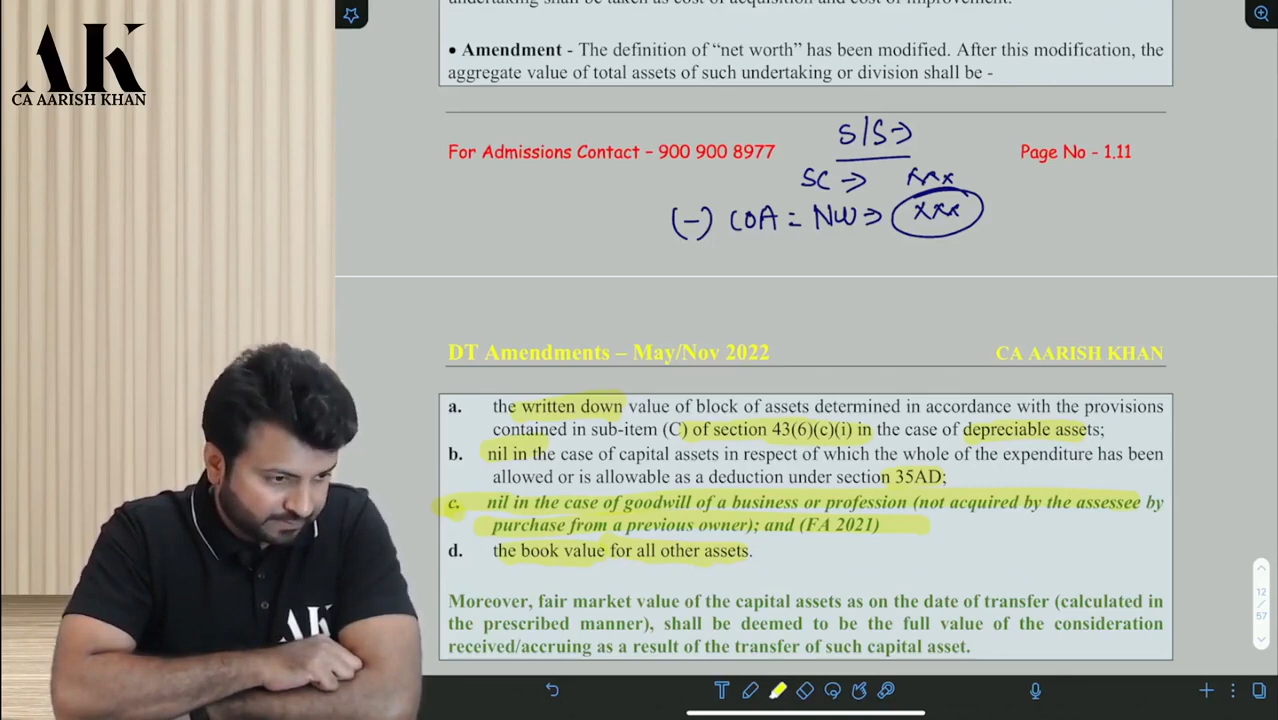 AK
CA AARISH KHAN
undertaking shall be taken as cost of acquisition and cost of improvement.
• Amendment - The definition of “net worth” has been modified. After this modification, the
aggregate value of total assets of such undertaking or division shall be -
S/S⇒
For Admissions Contact – 900 900 8977
Page No - 1.11
SC ⇒ xxx
(-) COA = NW ⇒ xxx
DT Amendments – May/Nov 2022
CA AARISH KHAN
a. the written down value of block of assets determined in accordance with the provisions
contained in sub-item (C) of section 43(6)(c)(i) in the case of depreciable assets;
b. nil in the case of capital assets in respect of which the whole of the expenditure has been
allowed or is allowable as a deduction under section 35AD;
c. nil in the case of goodwill of a business or profession (not acquired by the assessee by
purchase from a previous owner); and (FA 2021)
d. the book value for all other assets.
Moreover, fair market value of the capital assets as on the date of transfer (calculated in
the prescribed manner), shall be deemed to be the full value of the consideration
received/accruing as a result of the transfer of such capital asset.
12
/
57
AK